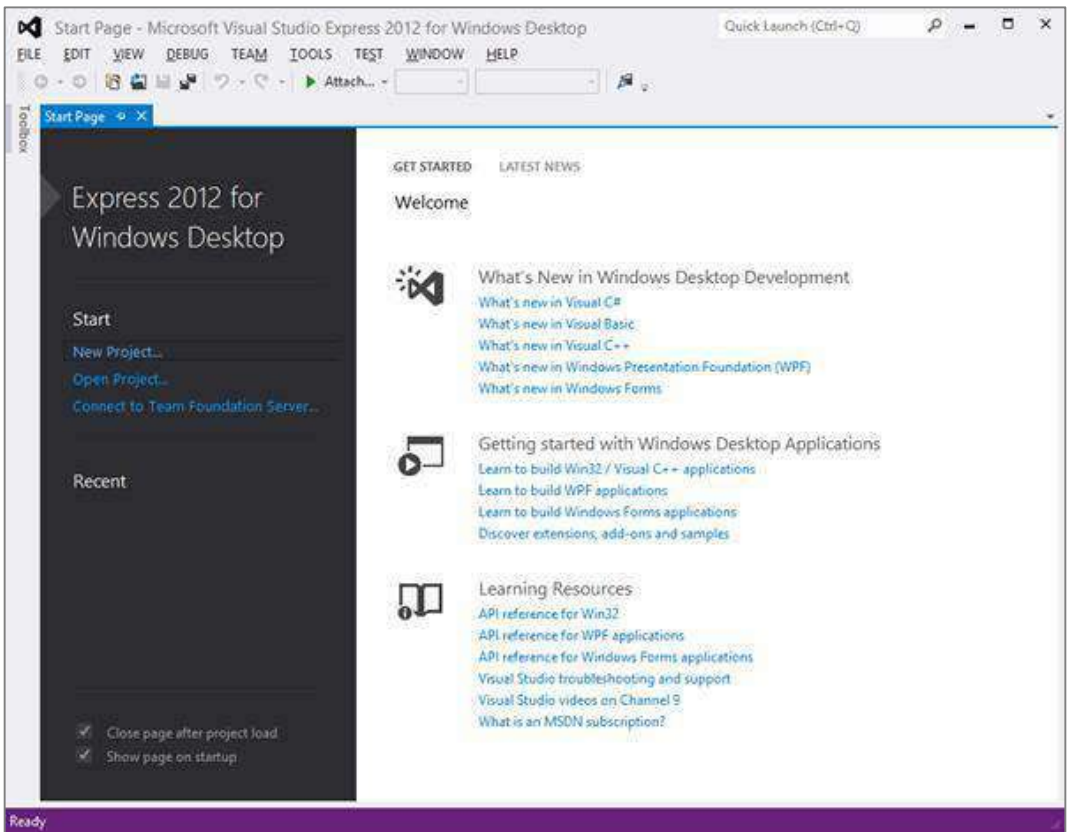 Start Page - Microsoft Visual Studio Express 2012 for Windows Desktop
Quick Launch (Ctrl+Q)
FILE EDIT VIEW DEBUG TEAM TOOLS TEST WINDOW HELP
Attach...
Toolbox
Start Page
Express 2012 for
Windows Desktop
Start
New Project...
Open Project...
Connect to Team Foundation Server...
Recent
Close page after project load
Show page on startup
GET STARTED LATEST NEWS
Welcome
What's New in Windows Desktop Development
What's new in Visual C#
What's new in Visual Basic
What's new in Visual C++
What's new in Windows Presentation Foundation (WPF)
What's new in Windows Forms
Getting started with Windows Desktop Applications
Learn to build Win32 / Visual C++ applications
Learn to build WPF applications
Learn to build Windows Forms applications
Discover extensions, add-ons and samples
Learning Resources
API reference for Win32
API reference for WPF applications
API reference for Windows Forms applications
Visual Studio troubleshooting and support
Visual Studio videos on Channel 9
What is an MSDN subscription?
Ready